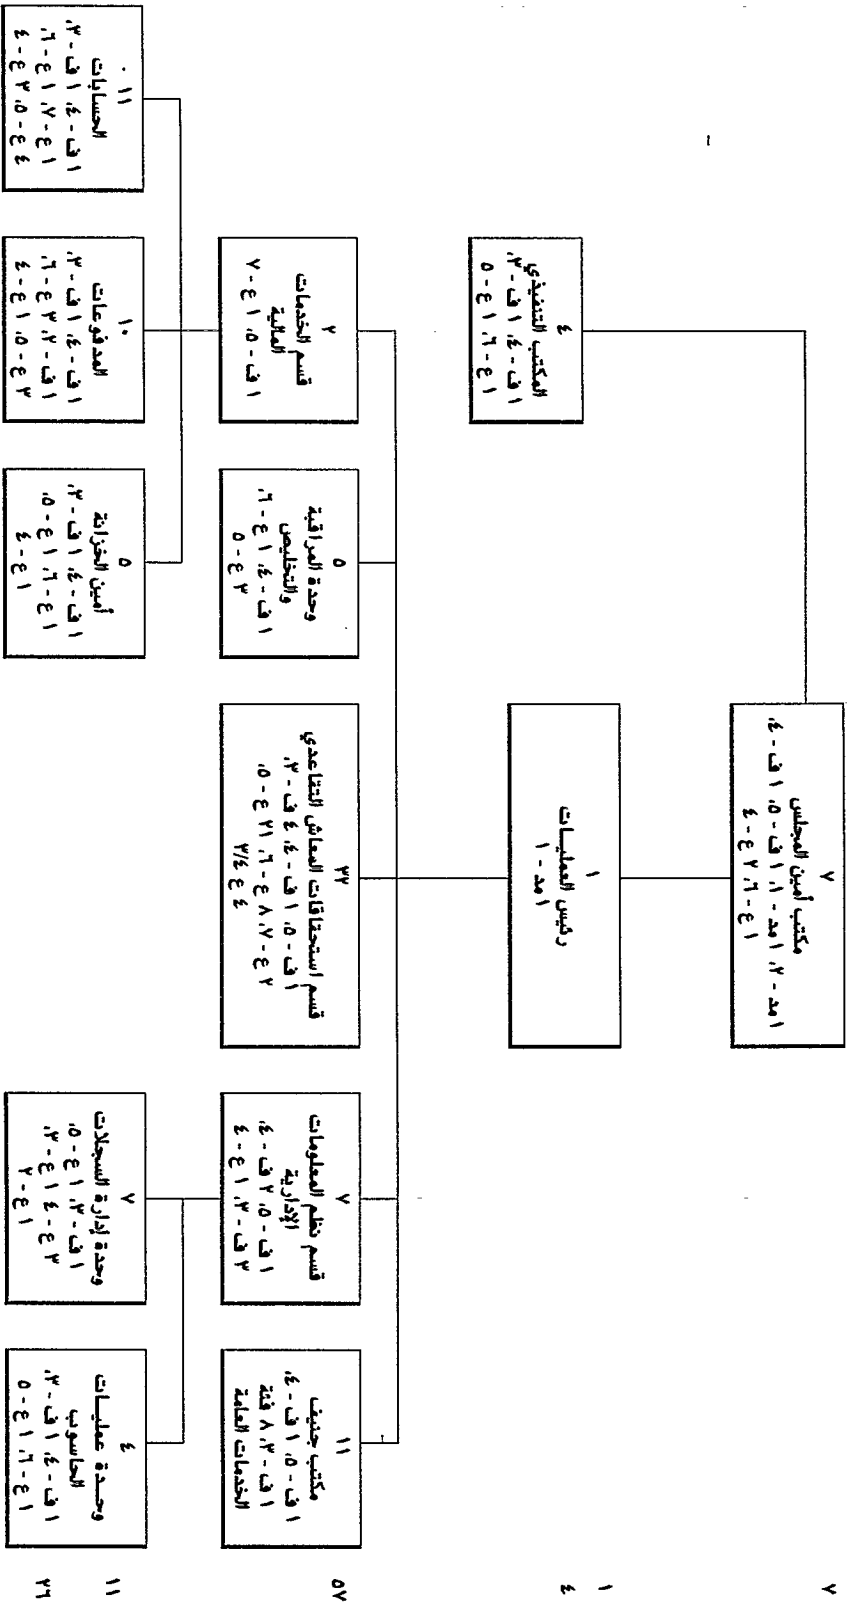 ٧
مكتب أمين المجلس
١ مد - ٢، ١ مد - ١، ١ ف - ٥، ١ ف - ٤،
١ ع - ٦، ٢ ع - ٤
٧
١
رئيس العمليات
١ مد - ١
١
٤
المكتب التنفيذي
١ ف - ٤، ١ ف - ٣،
١ ع - ٦، ١ ع - ٥
٤
١١
مكتب جنيف
١ ف - ٥، ١ ف - ٤،
١ ف - ٣، ٨ فئة
الخدمات العامة
٧
قسم نظم المعلومات
الإدارية
١ ف - ٥، ٢ ف - ٤،
٣ ف - ٣، ١ ع - ٤
٣٢
قسم استحقاقات المعاش التقاعدي
١ ف - ٥، ١ ف - ٤، ٤ ف - ٣،
٢ ع - ٧، ٨ ع - ٦، ١٢ ع - ٥،
٤ ع ٣/٤
٥
وحدة المراقبة
والتخليص
١ ف - ٤، ١ ع - ٦،
٣ ع - ٥
٢
قسم الخدمات
المالية
١ ف - ٥، ١ ع - ٧
٥٧
٤
وحدة عمليات
الحاسوب
١ ف - ٤، ١ ف - ٣،
١ ع - ٦، ١ ع - ٥
٧
وحدة إدارة السجلات
١ ف - ٣، ١ ع - ٥،
٣ ع - ٤ ١ ع - ٣،
١ ع - ٢
١١
٥
أمين الخزانة
١ ف - ٤، ١ ف - ٣،
١ ع - ٦، ١ ع - ٥،
١ ع - ٤
١٠
المدفوعات
١ ف - ٤، ١ ف - ٣،
١ ف - ٢، ٣ ع - ٦،
٣ ع - ٥، ١ ع - ٤
١١
الحسابات
١ ف - ٤، ١ ف - ٣،
١ ع - ٧، ١ ع - ٦،
٤ ع - ٥، ٣ ع - ٤
٢٦